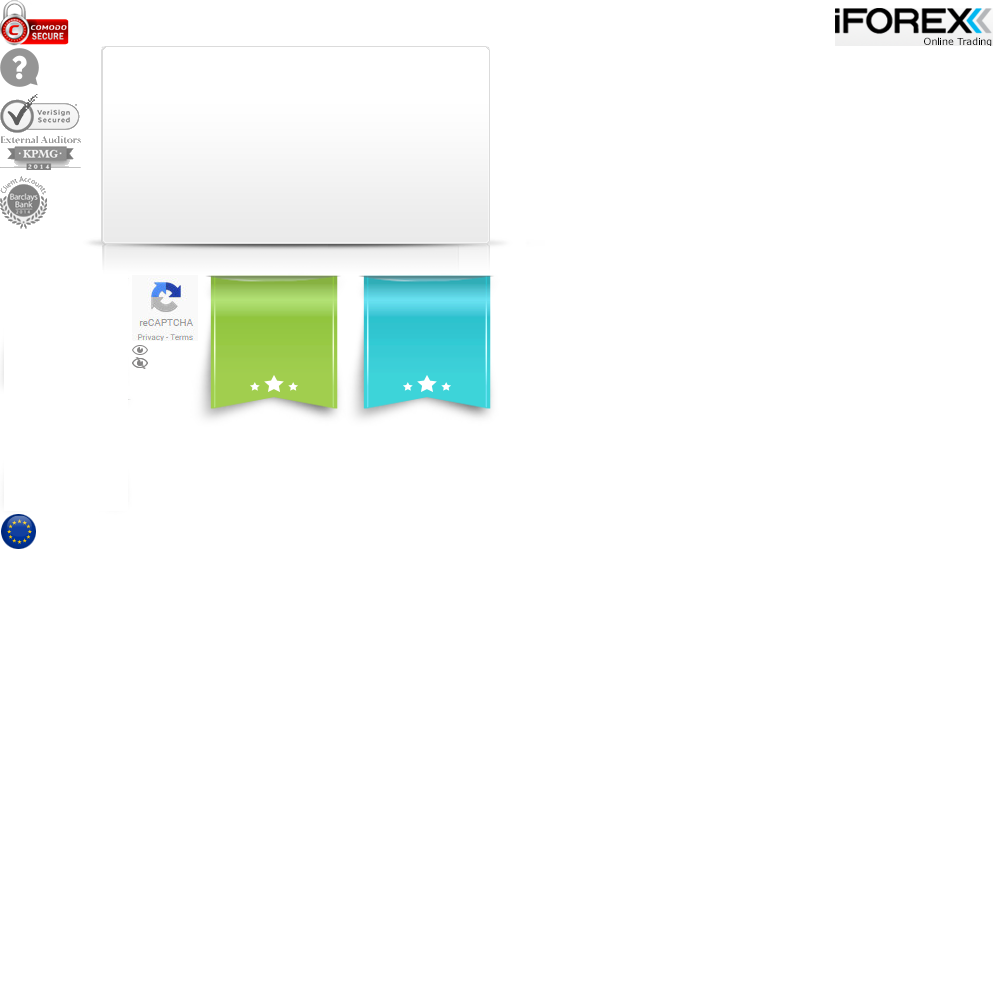 COMODO
SECURE
iFOREX
Online Trading
?
VeriSign
Secured
External Auditors
KPMG
2014
Client Accounts
Barclays
Bank
reCAPTCHA
Privacy - Terms